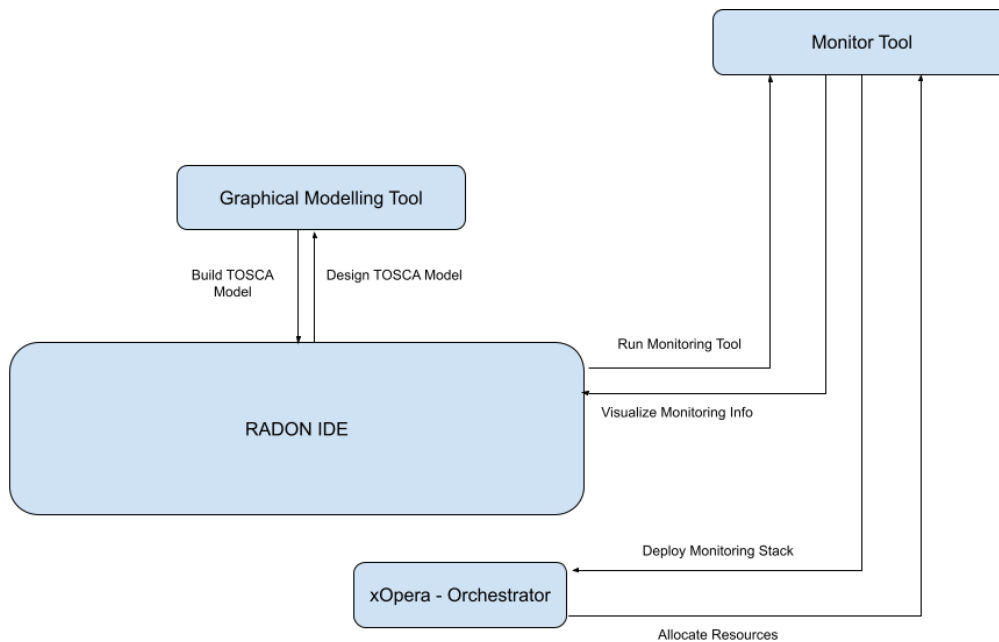 Monitor Tool
Graphical Modelling Tool
Build TOSCA
Model
Design TOSCA Model
Run Monitoring Tool
Visualize Monitoring Info
RADON IDE
Deploy Monitoring Stack
xOpera - Orchestrator
Allocate Resources